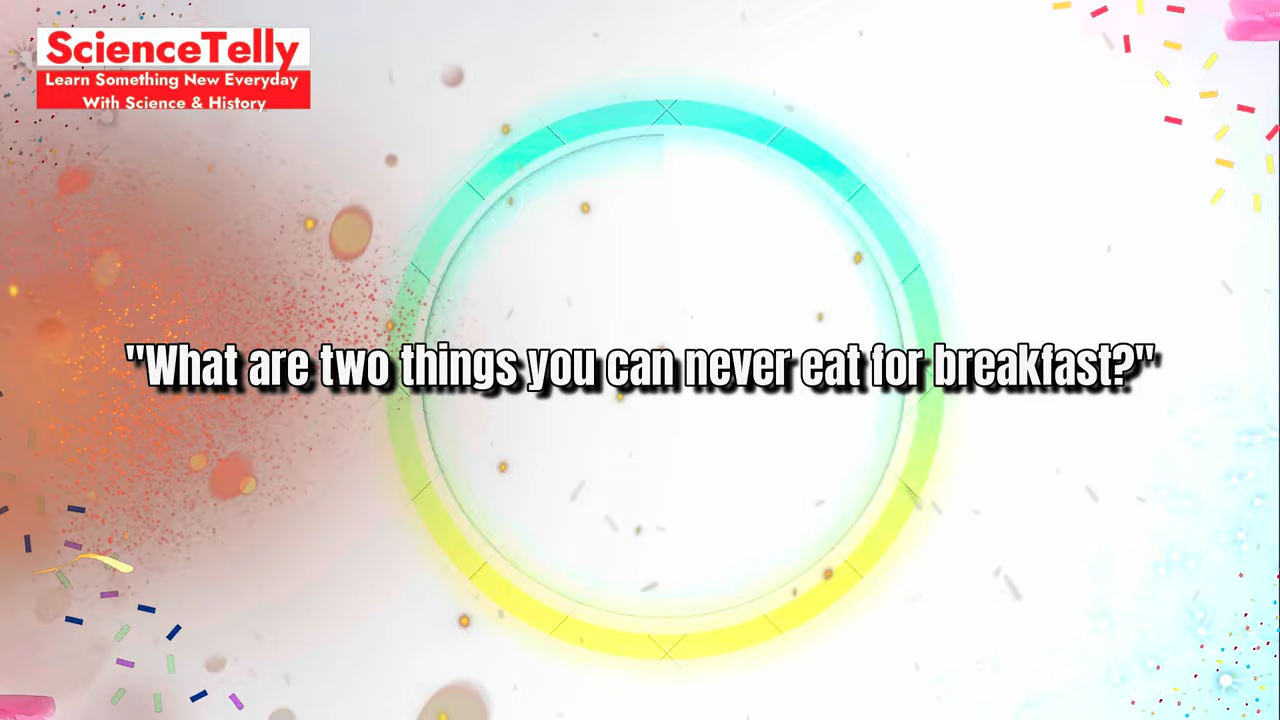 ScienceTelly
Learn Something New Everyday
With Science & History
"What are two things you can never eat for breakfast?"